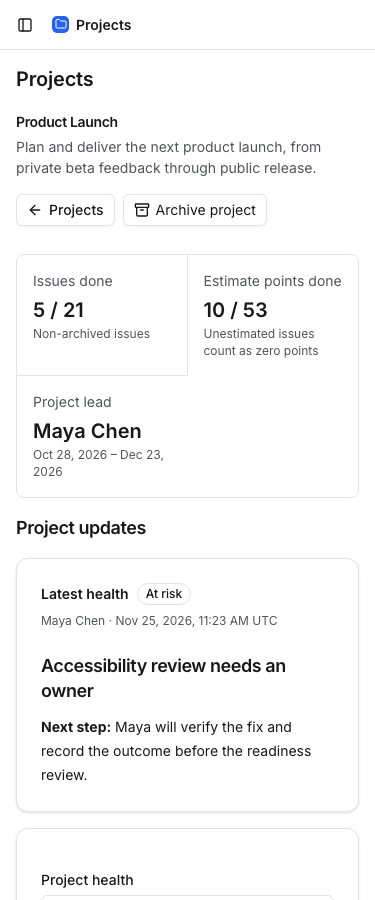 Projects
Projects
Product Launch
Plan and deliver the next product launch, from
private beta feedback through public release.
Projects
Archive project
Issues done
5 / 21
Non-archived issues
Estimate points done
10 / 53
Unestimated issues
count as zero points
Project lead
Maya Chen
Oct 28, 2026 – Dec 23,
2026
Project updates
Latest health
At risk
Maya Chen · Nov 25, 2026, 11:23 AM UTC
Accessibility review needs an
owner
Next step: Maya will verify the fix and
record the outcome before the readiness
review.
Project health